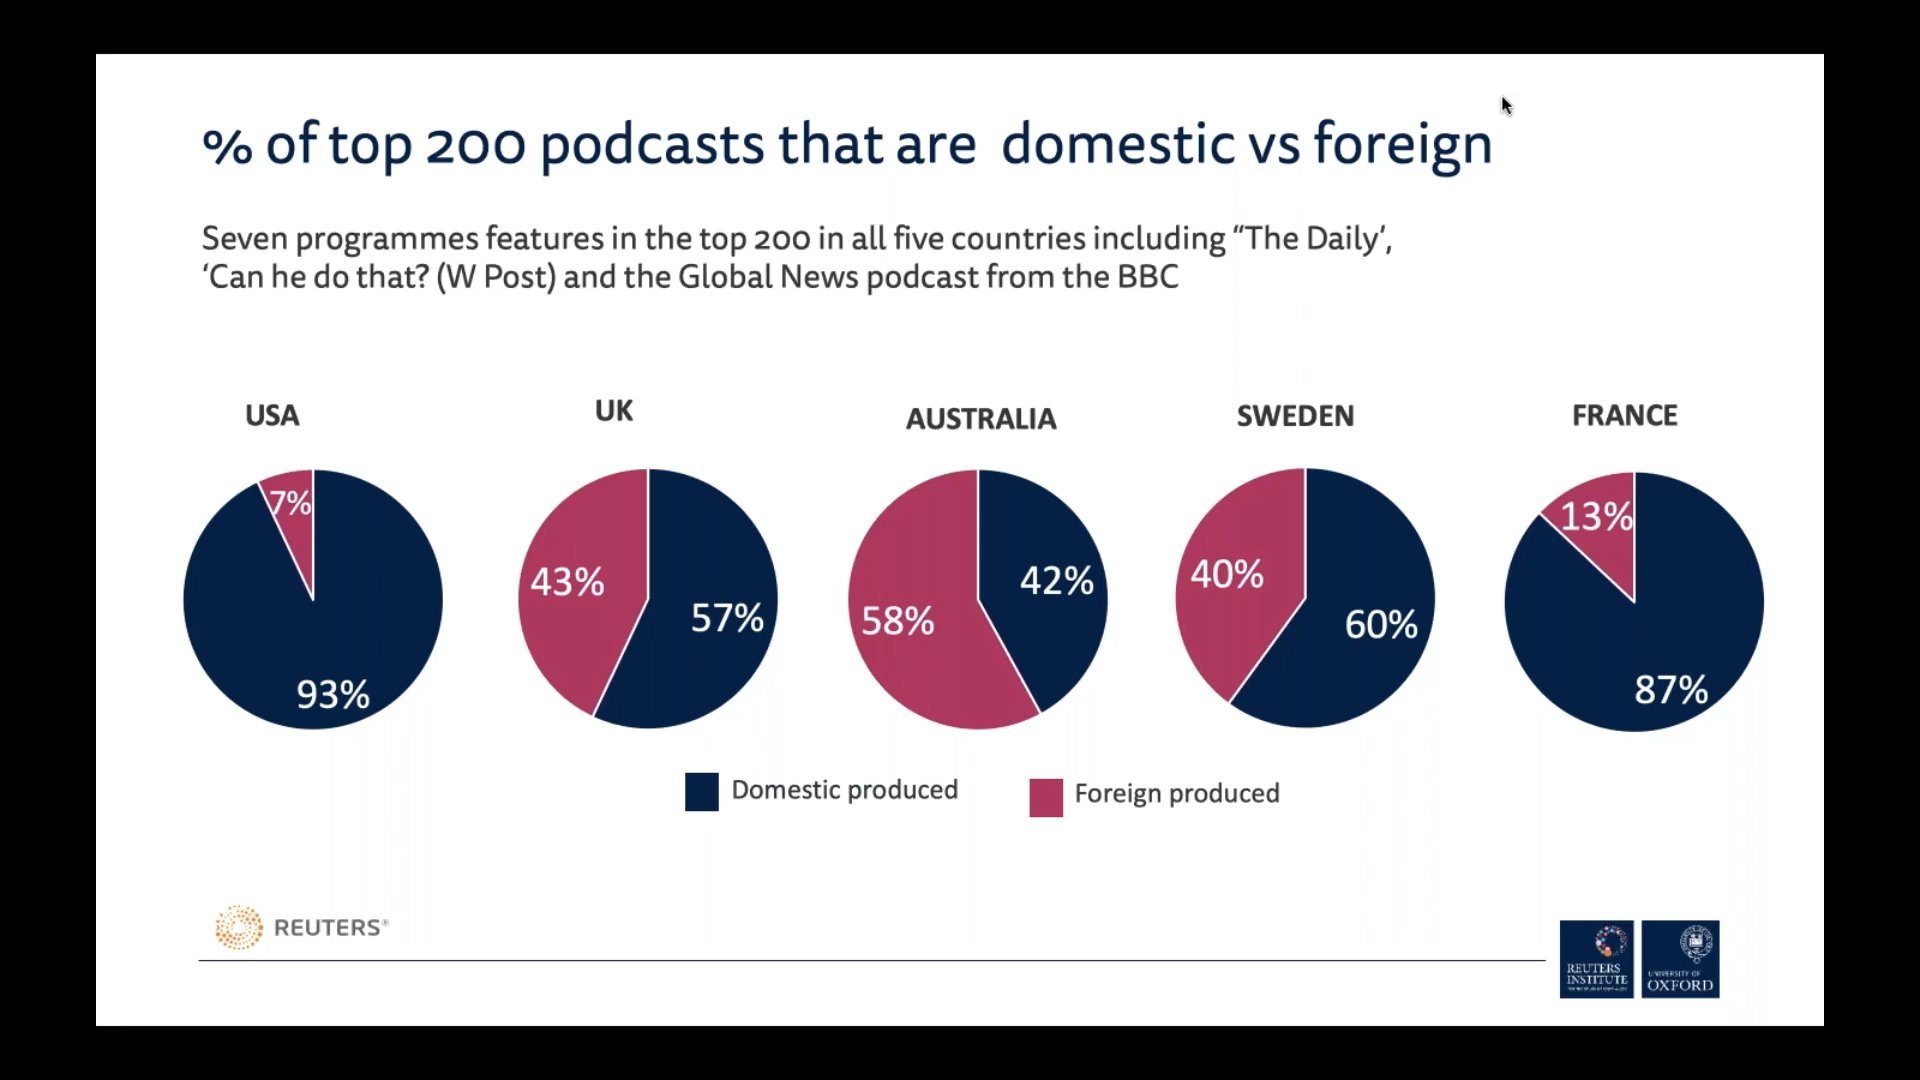 % of top 200 podcasts that are  domestic vs foreign
Seven programmes features in the top 200 in all five countries including “The Daily’,
‘Can he do that? (W Post) and the Global News podcast from the BBC
USA
UK
AUSTRALIA
SWEDEN
FRANCE
7%
93%
43%
57%
58%
42%
40%
60%
13%
87%
Domestic produced
Foreign produced
REUTERS®
REUTERS
INSTITUTE
UNIVERSITY OF
OXFORD